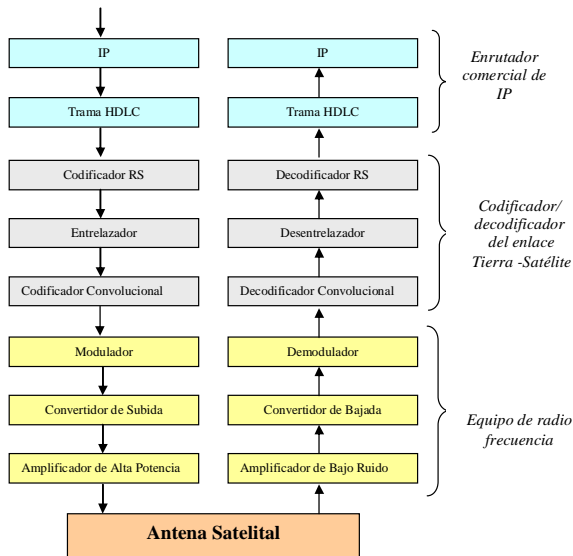 IP
IP
Enrutador
comercial de
IP
Trama HDLC
Trama HDLC
Codificador RS
Decodificador RS
Codificador/
decodificador
del enlace
Tierra -Satélite
Entrelazador
Desentrelazador
Codificador Convolucional
Decodificador Convolucional
Modulador
Demodulador
Convertidor de Subida
Convertidor de Bajada
Equipo de radio
frecuencia
Amplificador de Alta Potencia
Amplificador de Bajo Ruido
Antena Satelital